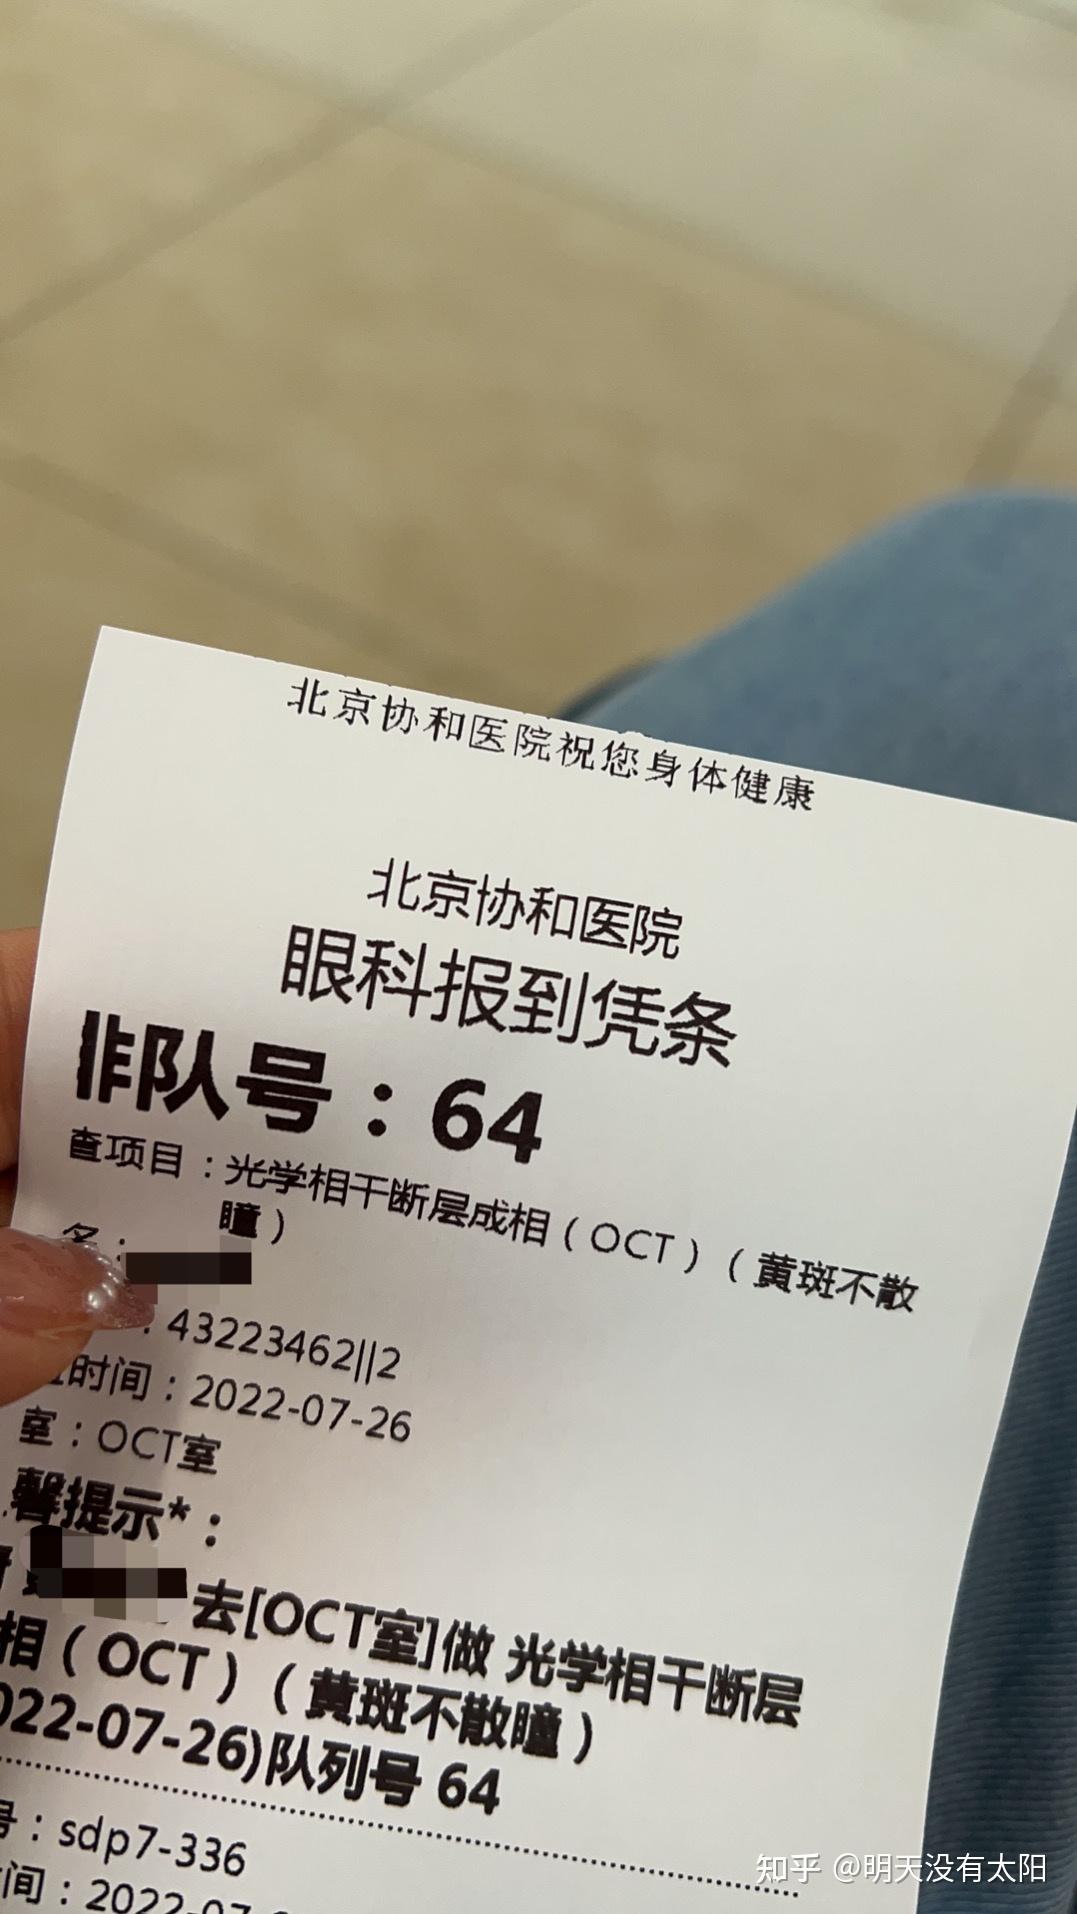 北京协和医院祝您身体健康
北京协和医院
眼科报到凭条
排队号：64
查项目：光学相干断层成相（OCT）（黄斑不散
瞳）
名：
：43223462||2
时间：2022-07-26
室：OCT室
馨提示*：
去[OCT室]做 光学相干断层
相（OCT）（黄斑不散瞳）
022-07-26)队列号 64
号：sdp7-336
时间：2022-07
知乎 @明天没有太阳